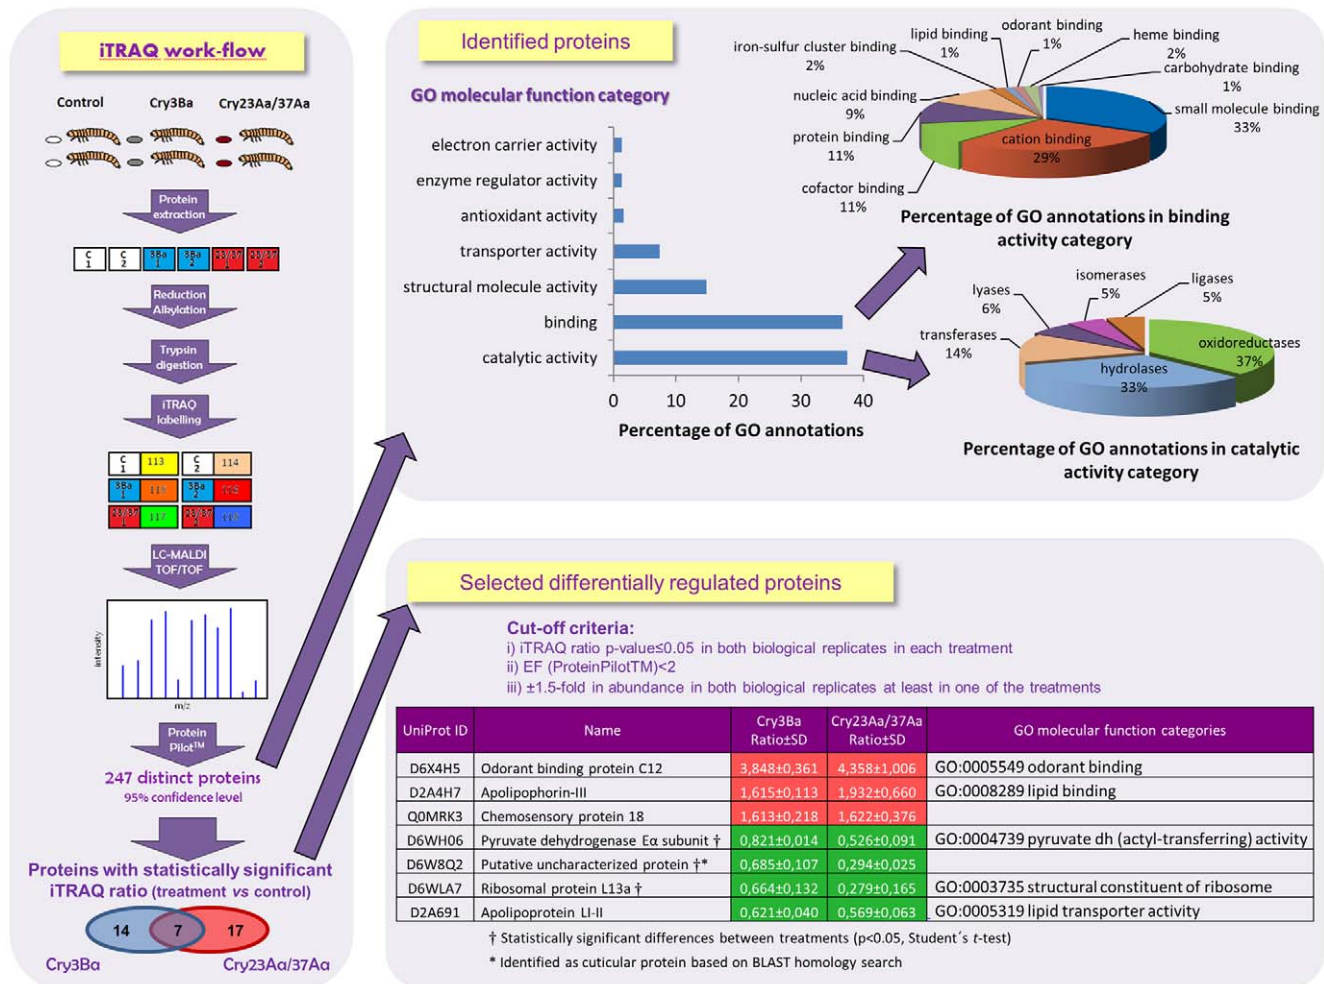 iTRAQ work-flow
Control Cry3Ba Cry23Aa/37Aa
Protein
extraction
C
1
C
2
3Ba
1
3Ba
2
23/37
1
23/37
2
Reduction
Alkylation
Trypsin
digestion
iTRAQ
labelling
C
1
113
C
2
114
3Ba
1
3Ba
2
23/37
1
117
23/37
LC-MALDI
TOF/TOF
intensity
m/z
Protein
Pilot™
247 distinct proteins
95% confidence level
Proteins with statistically significant
iTRAQ ratio (treatment vs control)
14 7 17
Cry3Ba Cry23Aa/37Aa
Identified proteins
GO molecular function category
electron carrier activity
enzyme regulator activity
antioxidant activity
transporter activity
structural molecule activity
binding
catalytic activity
0 10 20 30 40
Percentage of GO annotations
iron-sulfur cluster binding
2%
lipid binding
1%
odorant binding
1%
heme binding
2%
carbohydrate binding
1%
small molecule binding
33%
nucleic acid binding
9%
protein binding
11%
cation binding
29%
cofactor binding
11%
Percentage of GO annotations in binding
activity category
isomerases
5%
ligases
5%
lyases
6%
transferases
14%
oxidoreductases
37%
hydrolases
33%
Percentage of GO annotations in catalytic
activity category
Selected differentially regulated proteins
Cut-off criteria:
i) iTRAQ ratio p-value≤0.05 in both biological replicates in each treatment
ii) EF (ProteinPilotTM)<2
iii) ±1.5-fold in abundance in both biological replicates at least in one of the treatments
UniProt ID Name Cry3Ba Ratio±SD Cry23Aa/37Aa Ratio±SD GO molecular function categories
D6X4H5 Odorant binding protein C12 3,848±0,361 4,358±1,006 GO:0005549 odorant binding
D2A4H7 Apolipophorin-III 1,615±0,113 1,932±0,660 GO:0008289 lipid binding
Q0MRK3 Chemosensory protein 18 1,613±0,218 1,622±0,376
D6WH06 Pyruvate dehydrogenase Eα subunit † 0,821±0,014 0,526±0,091 GO:0004739 pyruvate dh (actyl-transferring) activity
D6W8Q2 Putative uncharacterized protein †* 0,685±0,107 0,294±0,025
D6WLA7 Ribosomal protein L13a † 0,664±0,132 0,279±0,165 GO:0003735 structural constituent of ribosome
D2A691 Apolipoprotein LI-II 0,621±0,040 0,569±0,063 GO:0005319 lipid transporter activity
† Statistically significant differences between treatments (p<0.05, Student´s t-test)
* Identified as cuticular protein based on BLAST homology search